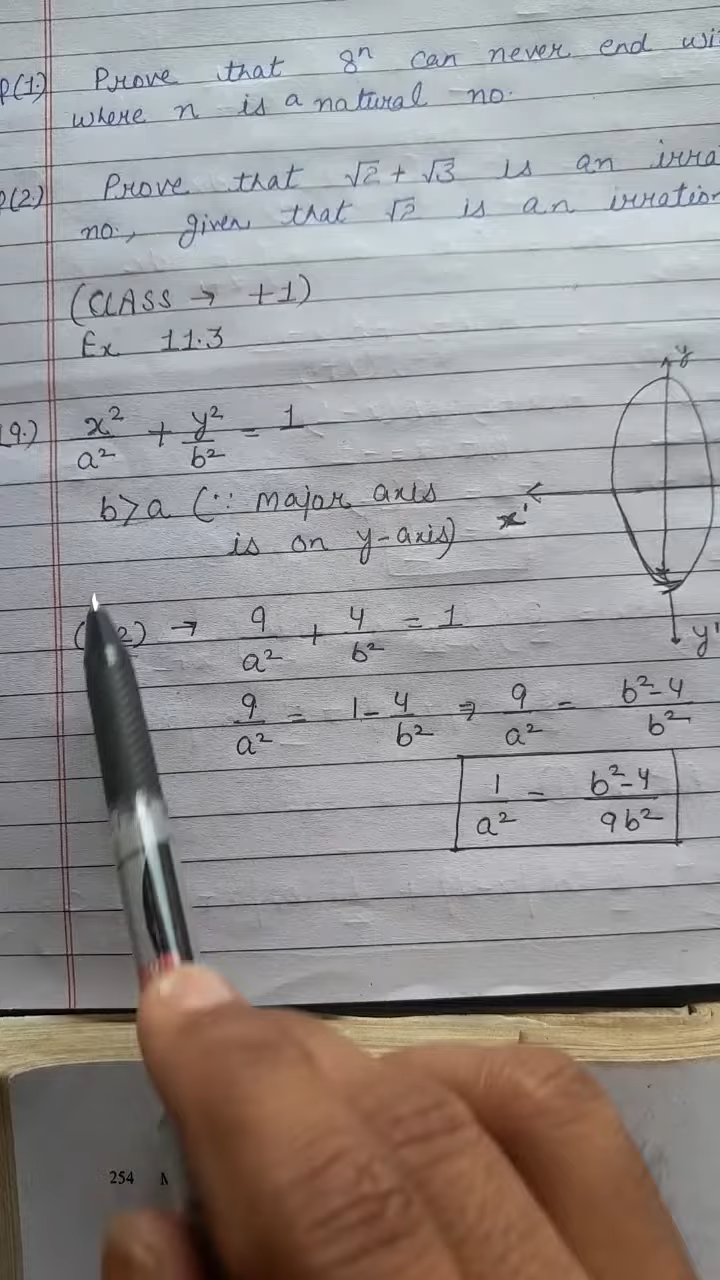 Prove that 8ⁿ can never end
where n is a natural no.
(2.) Prove that √2 + √3 is an
no., given that √2 is an
(CLASS → +1)
Ex 11.3
9.) x²/a² + y²/b² = 1
b>a (∵ major axis
is on y-axis)
y
x'
y'
→ 9/a² + 4/b² = 1
9/a² = 1 - 4/b² ⇒ 9/a² = b²-4/b²
1/a² = b²-4/9b²
254